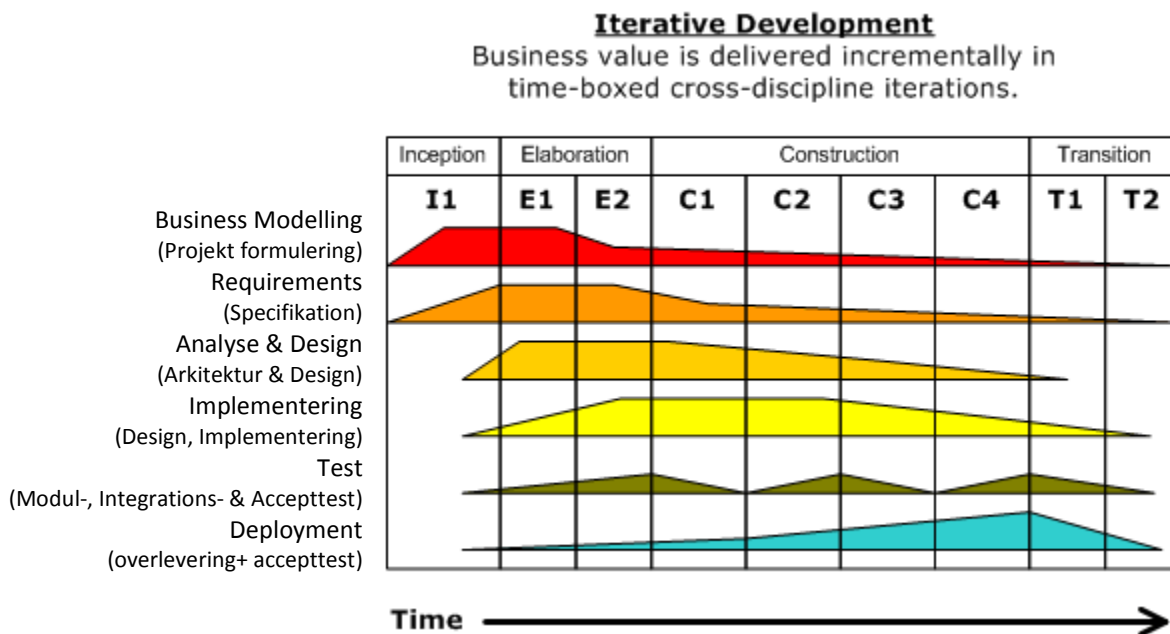 Iterative Development
Business value is delivered incrementally in
time-boxed cross-discipline iterations.
Inception Elaboration Construction Transition
I1 E1 E2 C1 C2 C3 C4 T1 T2
Business Modelling
(Projekt formulering)
Requirements
(Specifikation)
Analyse & Design
(Arkitektur & Design)
Implementering
(Design, Implementering)
Test
(Modul-, Integrations- & Accepttest)
Deployment
(overlevering+ accepttest)
Time